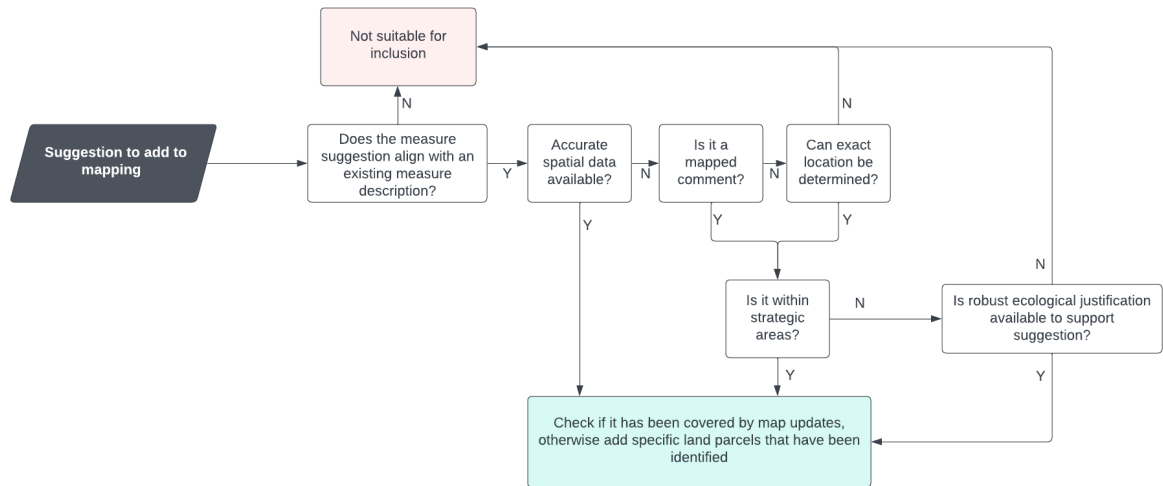 Not suitable for
inclusion
N
N
Suggestion to add to
mapping
Does the measure
suggestion align with an
existing measure
description?
Y
Accurate
spatial data
available?
N
Is it a
mapped
comment?
N
Can exact
location be
determined?
Y
Y
Y
N
Is it within
strategic
areas?
N
Is robust ecological justification
available to support
suggestion?
Y
Y
Check if it has been covered by map updates,
otherwise add specific land parcels that have been
identified